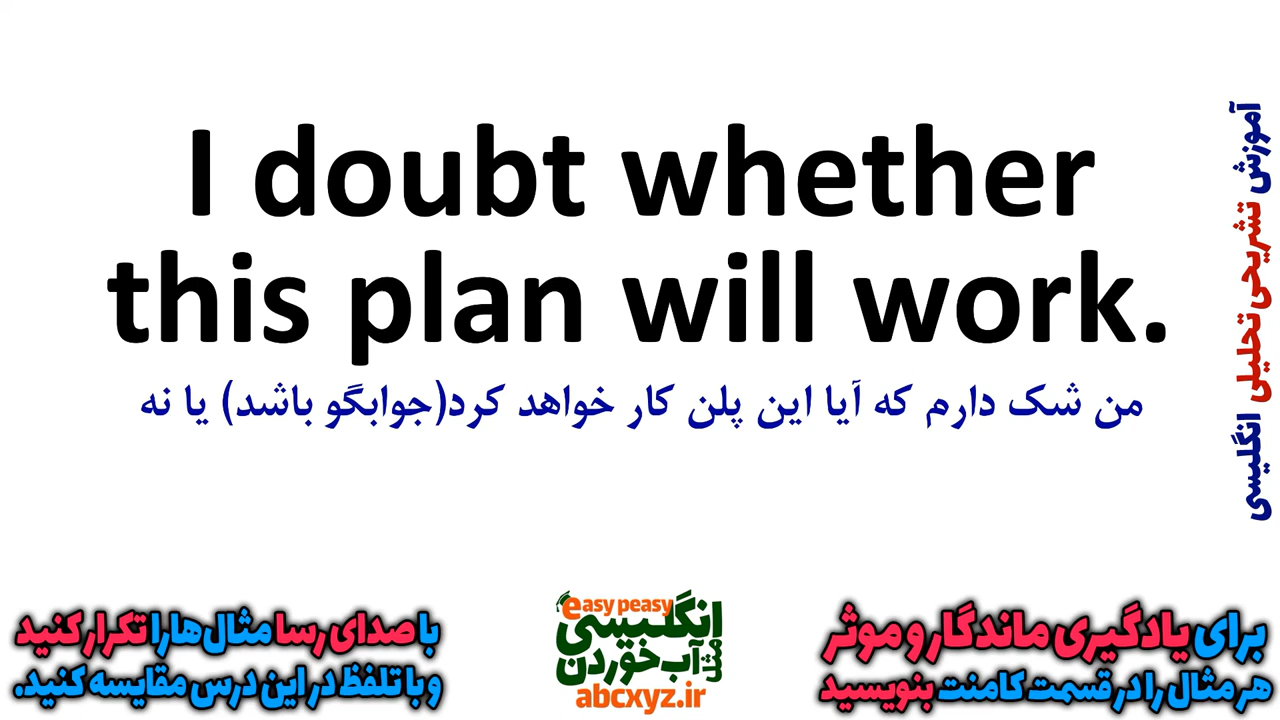 I doubt whether
this plan will work.
من شک دارم که آیا این پلن کار خواهد کرد(جوابگو باشد) یا نه
آموزش تشریحی تحلیلی انگلیسی
برای یادگیری ماندگار و موثر
هر مثال را در قسمت کامنت بنویسید
easy peasy
انگلیسی
مثل آب خوردن
abcxyz.ir
با صدای رسا مثال‌ها را تکرار کنید
و با تلفظ در این درس مقایسه کنید.